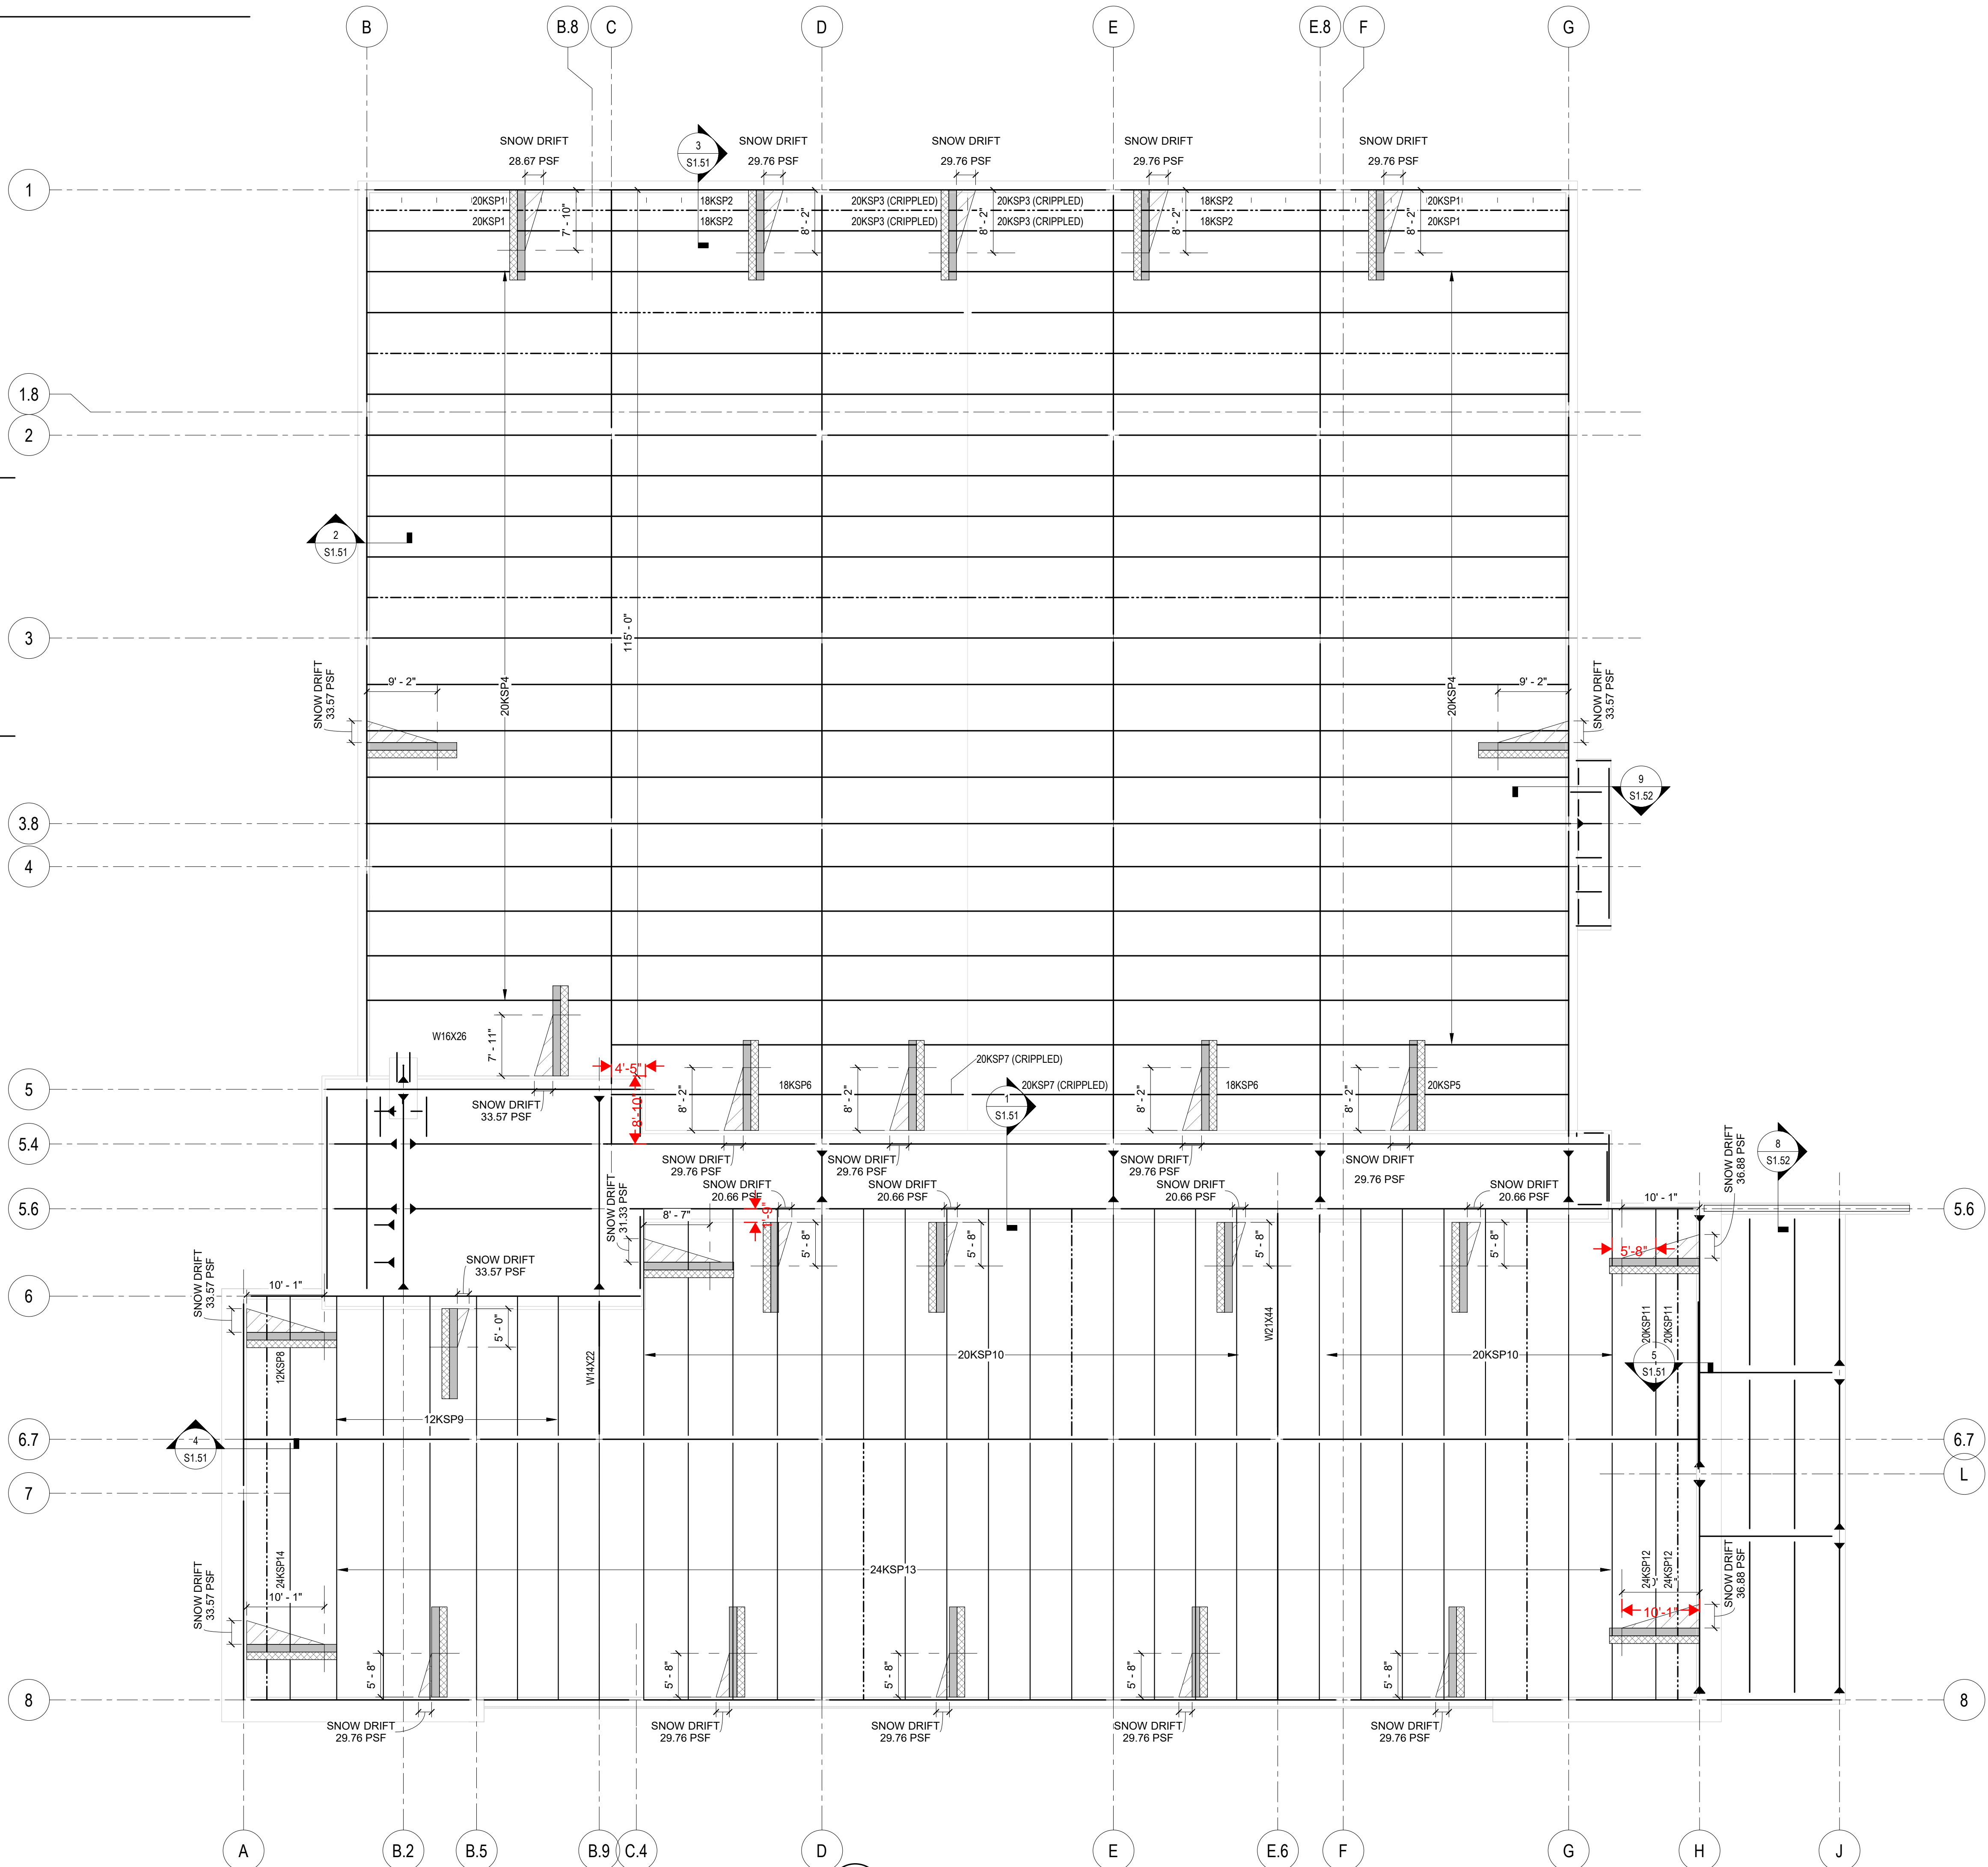 B
B.8
C
D
E
E.8
F
G
SNOW DRIFT
28.67 PSF
3
S1.51
SNOW DRIFT
29.76 PSF
SNOW DRIFT
29.76 PSF
SNOW DRIFT
29.76 PSF
SNOW DRIFT
29.76 PSF
1
20KSP1
18KSP2
20KSP3 (CRIPPLED)
20KSP3 (CRIPPLED)
18KSP2
20KSP1
20KSP1
18KSP2
20KSP3 (CRIPPLED)
20KSP3 (CRIPPLED)
18KSP2
20KSP1
7' - 10"
8' - 2"
8' - 2"
8' - 2"
8' - 2"
1.8
2
2
S1.51
3
115' - 0"
SNOW DRIFT
33.57 PSF
9' - 2"
20KSP4
20KSP4
9' - 2"
SNOW DRIFT
33.57 PSF
9
S1.52
3.8
4
W16X26
7' - 11"
4'-5"
8'-10"
20KSP7 (CRIPPLED)
18KSP6
20KSP7 (CRIPPLED)
18KSP6
20KSP5
8' - 2"
8' - 2"
8' - 2"
8' - 2"
1
S1.51
5
SNOW DRIFT
33.57 PSF
5.4
SNOW DRIFT
29.76 PSF
SNOW DRIFT
29.76 PSF
SNOW DRIFT
29.76 PSF
SNOW DRIFT
29.76 PSF
8
S1.52
SNOW DRIFT
36.88 PSF
SNOW DRIFT
20.66 PSF
SNOW DRIFT
20.66 PSF
SNOW DRIFT
20.66 PSF
SNOW DRIFT
20.66 PSF
10' - 1"
5.6
5.6
SNOW DRIFT
31.33 PSF
8' - 7"
1'-9"
5' - 8"
5' - 8"
5' - 8"
5' - 8"
5'-8"
SNOW DRIFT
33.57 PSF
SNOW DRIFT
33.57 PSF
10' - 1"
6
5' - 0"
12KSP8
W14X22
W21X44
20KSP10
20KSP10
20KSP11
20KSP11
5
S1.51
12KSP9
4
S1.51
6.7
6.7
L
7
24KSP13
24KSP14
24KSP12
24KSP12
SNOW DRIFT
33.57 PSF
10' - 1"
10'-1"
SNOW DRIFT
36.88 PSF
5' - 8"
5' - 8"
5' - 8"
5' - 8"
5' - 8"
8
8
SNOW DRIFT
29.76 PSF
SNOW DRIFT
29.76 PSF
SNOW DRIFT
29.76 PSF
SNOW DRIFT
29.76 PSF
SNOW DRIFT
29.76 PSF
A
B.2
B.5
B.9
C.4
D
E
E.6
F
G
H
J